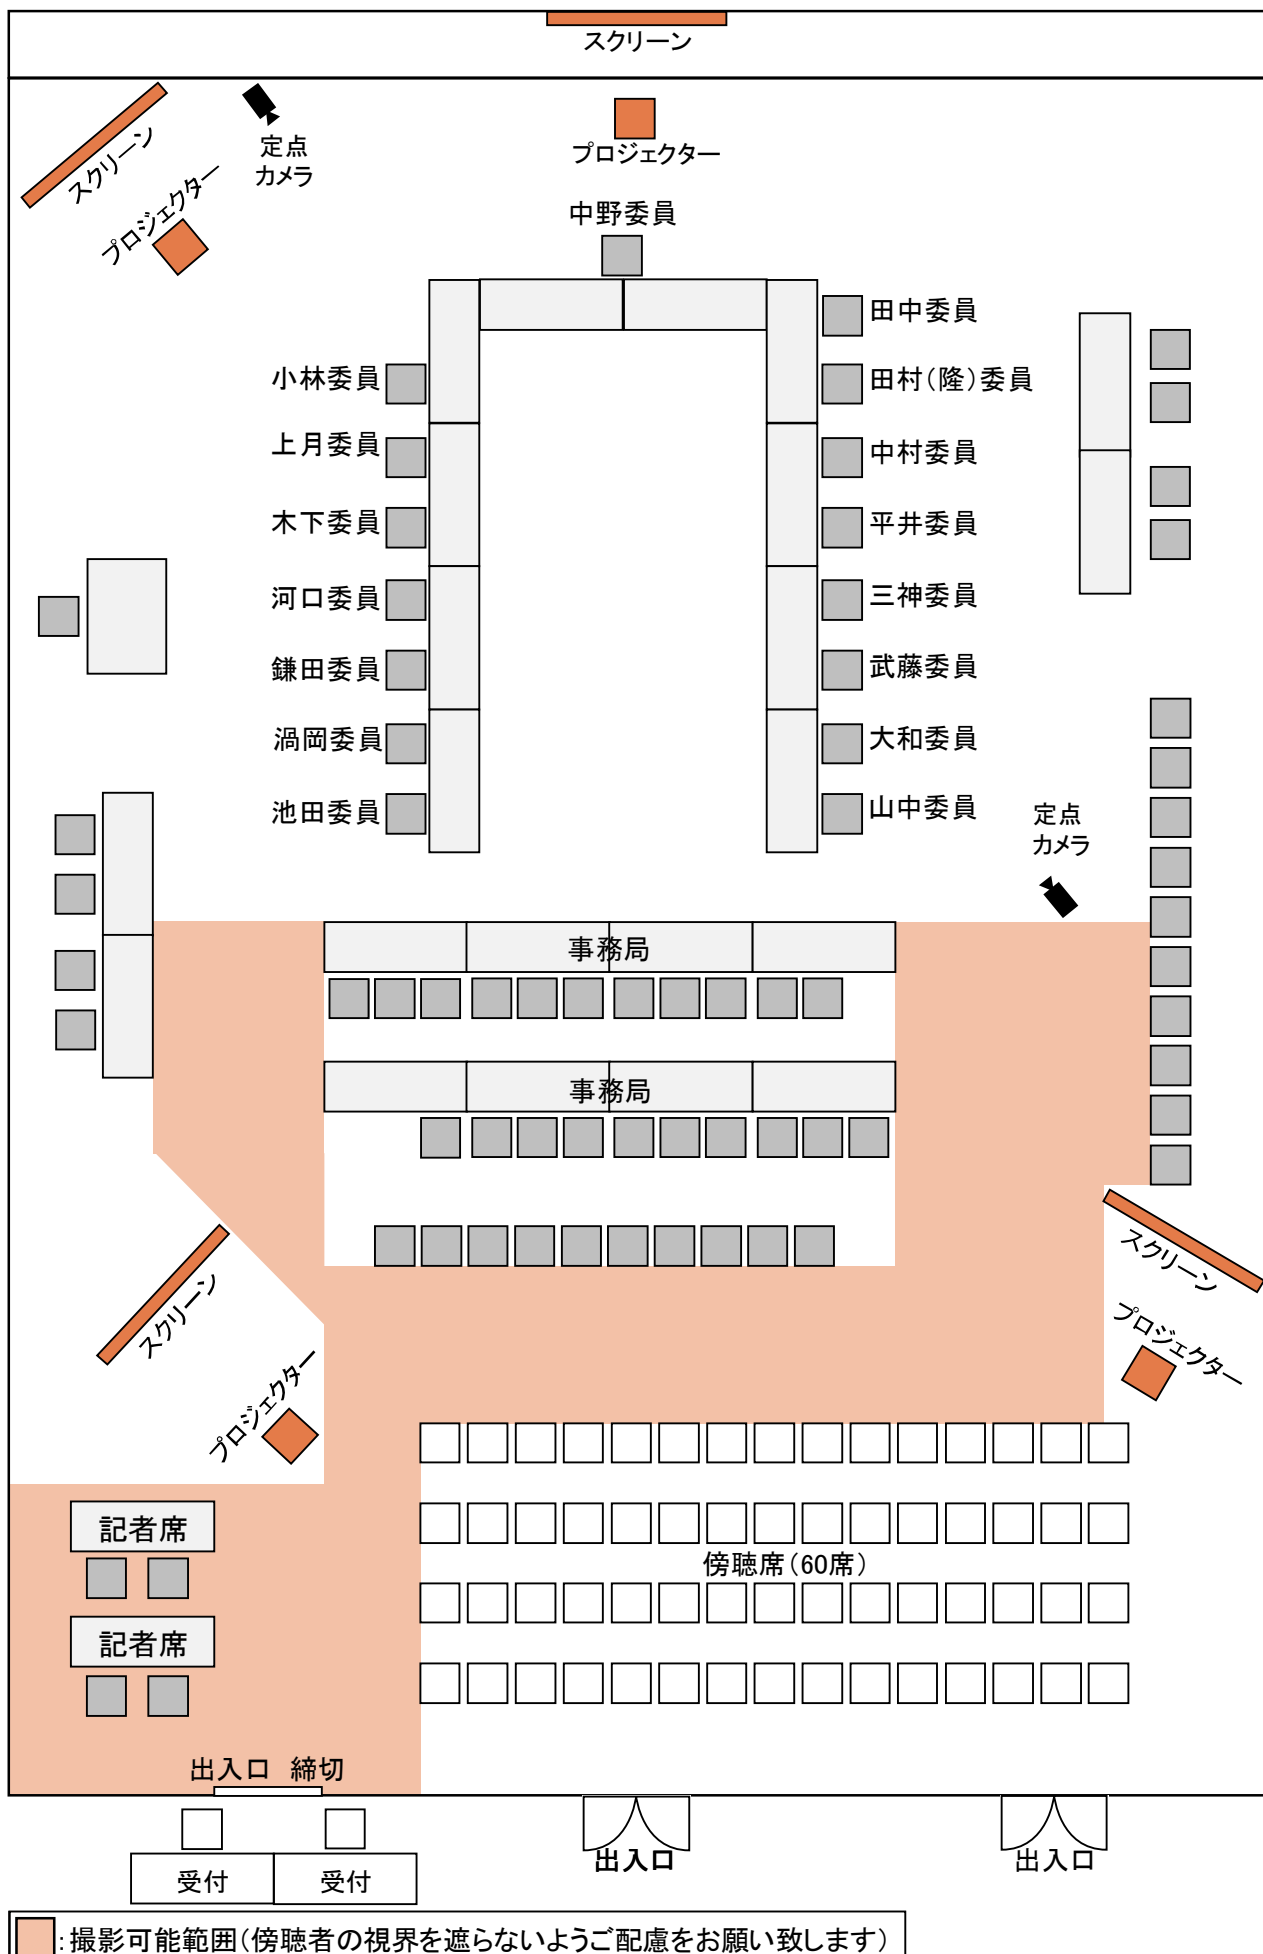 スクリーン
スクリーン
定点
カメラ
プロジェクター
プロジェクター
中野委員
田中委員
小林委員
田村(隆)委員
上月委員
中村委員
木下委員
平井委員
河口委員
三神委員
鎌田委員
武藤委員
渦岡委員
大和委員
池田委員
山中委員
定点
カメラ
事務局
事務局
スクリーン
スクリーン
プロジェクター
プロジェクター
記者席
傍聴席(60席)
記者席
出入口　締切
出入口
出入口
受付
受付
:撮影可能範囲(傍聴者の視界を遮らないようご配慮をお願い致します)